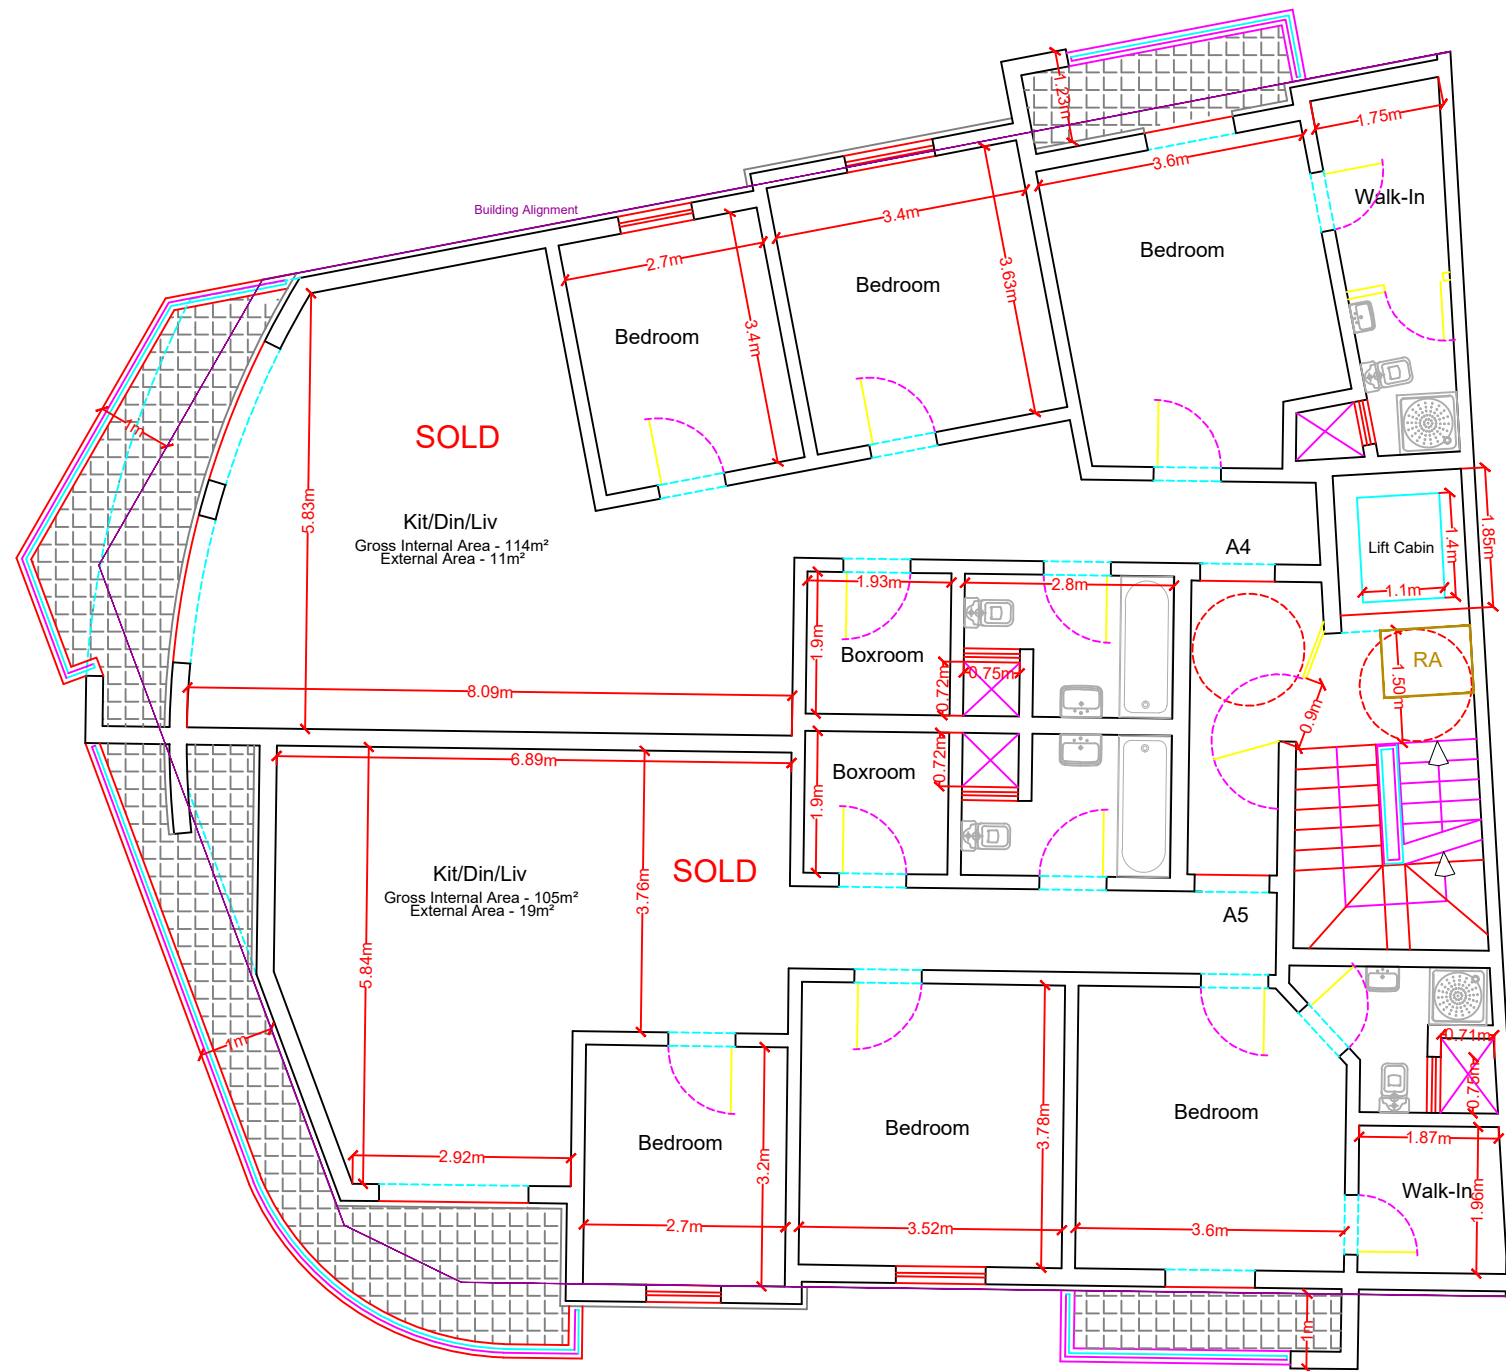 1.23m
1.75m
3.6m
Walk-In
Building Alignment
3.4m
Bedroom
2.7m
3.63m
Bedroom
Bedroom
3.4m
1m
SOLD
5.83m
Kit/Din/Liv
Gross Internal Area - 114m²
External Area - 11m²
A4
Lift Cabin
1.4m
1.85m
1.1m
1.93m
2.8m
1.9m
Boxroom
0.72m
0.75m
RA
1.50m
8.09m
0.9m
6.89m
0.72m
Boxroom
1.9m
SOLD
Kit/Din/Liv
Gross Internal Area - 105m²
External Area - 19m²
3.76m
A5
5.84m
1m
0.71m
0.75m
Bedroom
Bedroom
Bedroom
3.78m
1.87m
2.92m
3.2m
Walk-In
1.96m
2.7m
3.52m
3.6m
1m